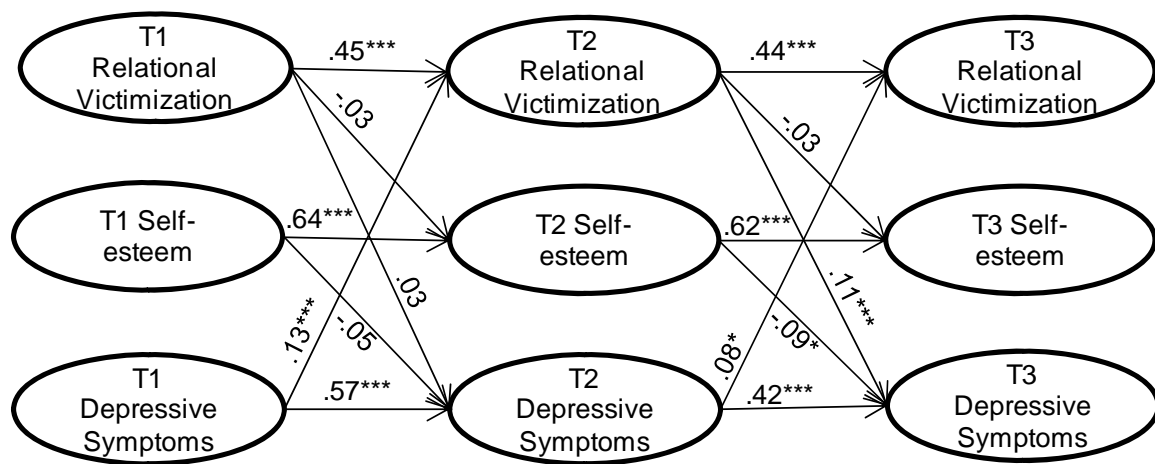 T1
Relational
Victimization
.45***
T2
Relational
Victimization
.44***
T3
Relational
Victimization
-.03
-.03
T1 Self-
esteem
.64***
T2 Self-
esteem
.62***
T3 Self-
esteem
.03
.11***
.13***
-.05
.08*
-.09*
T1
Depressive
Symptoms
.57***
T2
Depressive
Symptoms
.42***
T3
Depressive
Symptoms